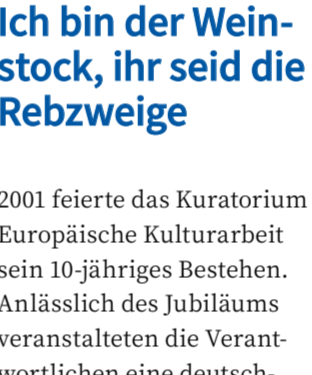 Ich bin der Wein-
stock, ihr seid die
Rebzweige
2001 feierte das Kuratorium
Europäische Kulturarbeit
sein 10-jähriges Bestehen.
Anlässlich des Jubiläums
veranstalteten die Verant-
wortlichen eine deutsch-